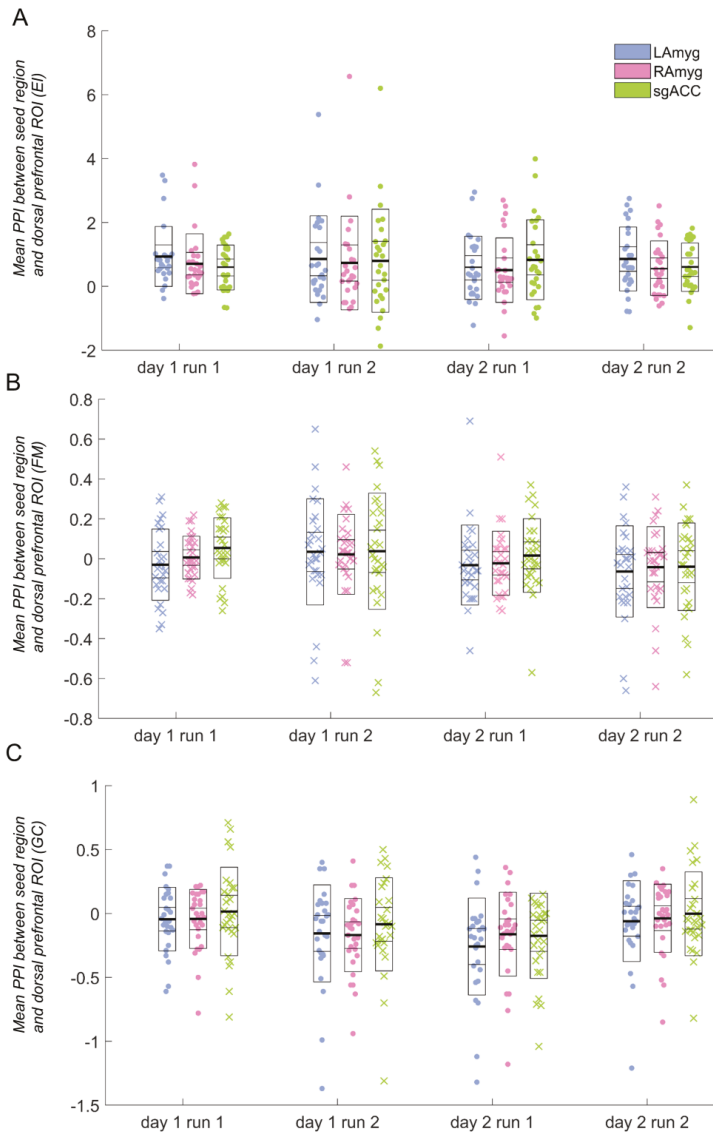 A
Mean PPI between seed region
and dorsal prefrontal ROI (EI)
8
6
4
2
0
-2
LAmyg
RAmyg
sgACC
day 1 run 1
day 1 run 2
day 2 run 1
day 2 run 2
B
Mean PPI between seed region
and dorsal prefrontal ROI (FM)
0.8
0.6
0.4
0.2
0
-0.2
-0.4
-0.6
-0.8
day 1 run 1
day 1 run 2
day 2 run 1
day 2 run 2
C
Mean PPI between seed region
and dorsal prefrontal ROI (GC)
1
0.5
0
-0.5
-1
-1.5
day 1 run 1
day 1 run 2
day 2 run 1
day 2 run 2